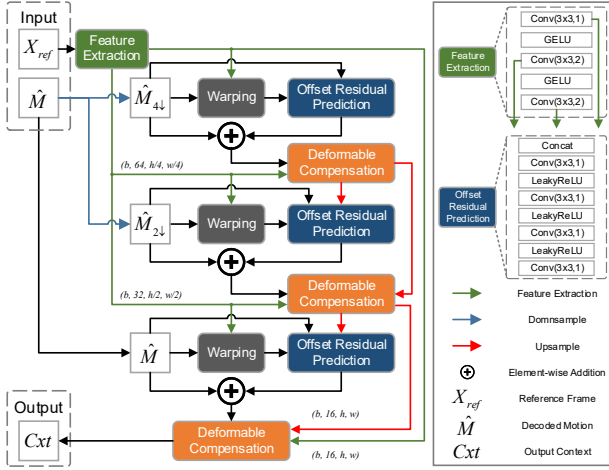 Input
X_ref
Feature Extraction
M̂
M̂_4↓
Warping
Offset Residual Prediction
(b, 64, h/4, w/4)
Deformable Compensation
M̂_2↓
Warping
Offset Residual Prediction
(b, 32, h/2, w/2)
Deformable Compensation
M̂
Warping
Offset Residual Prediction
(b, 16, h, w)
Output
Cxt
Deformable Compensation
(b, 16, h, w)
Feature Extraction
Conv(3x3,1)
GELU
Conv(3x3,2)
GELU
Conv(3x3,2)
Offset Residual Prediction
Concat
Conv(3x3,1)
LeakyReLU
Conv(3x3,1)
LeakyReLU
Conv(3x3,1)
LeakyReLU
Conv(3x3,1)
Feature Extraction
Domnsample
Upsample
Element-wise Addition
X_ref Reference Frame
M̂ Decoded Motion
Cxt Output Context